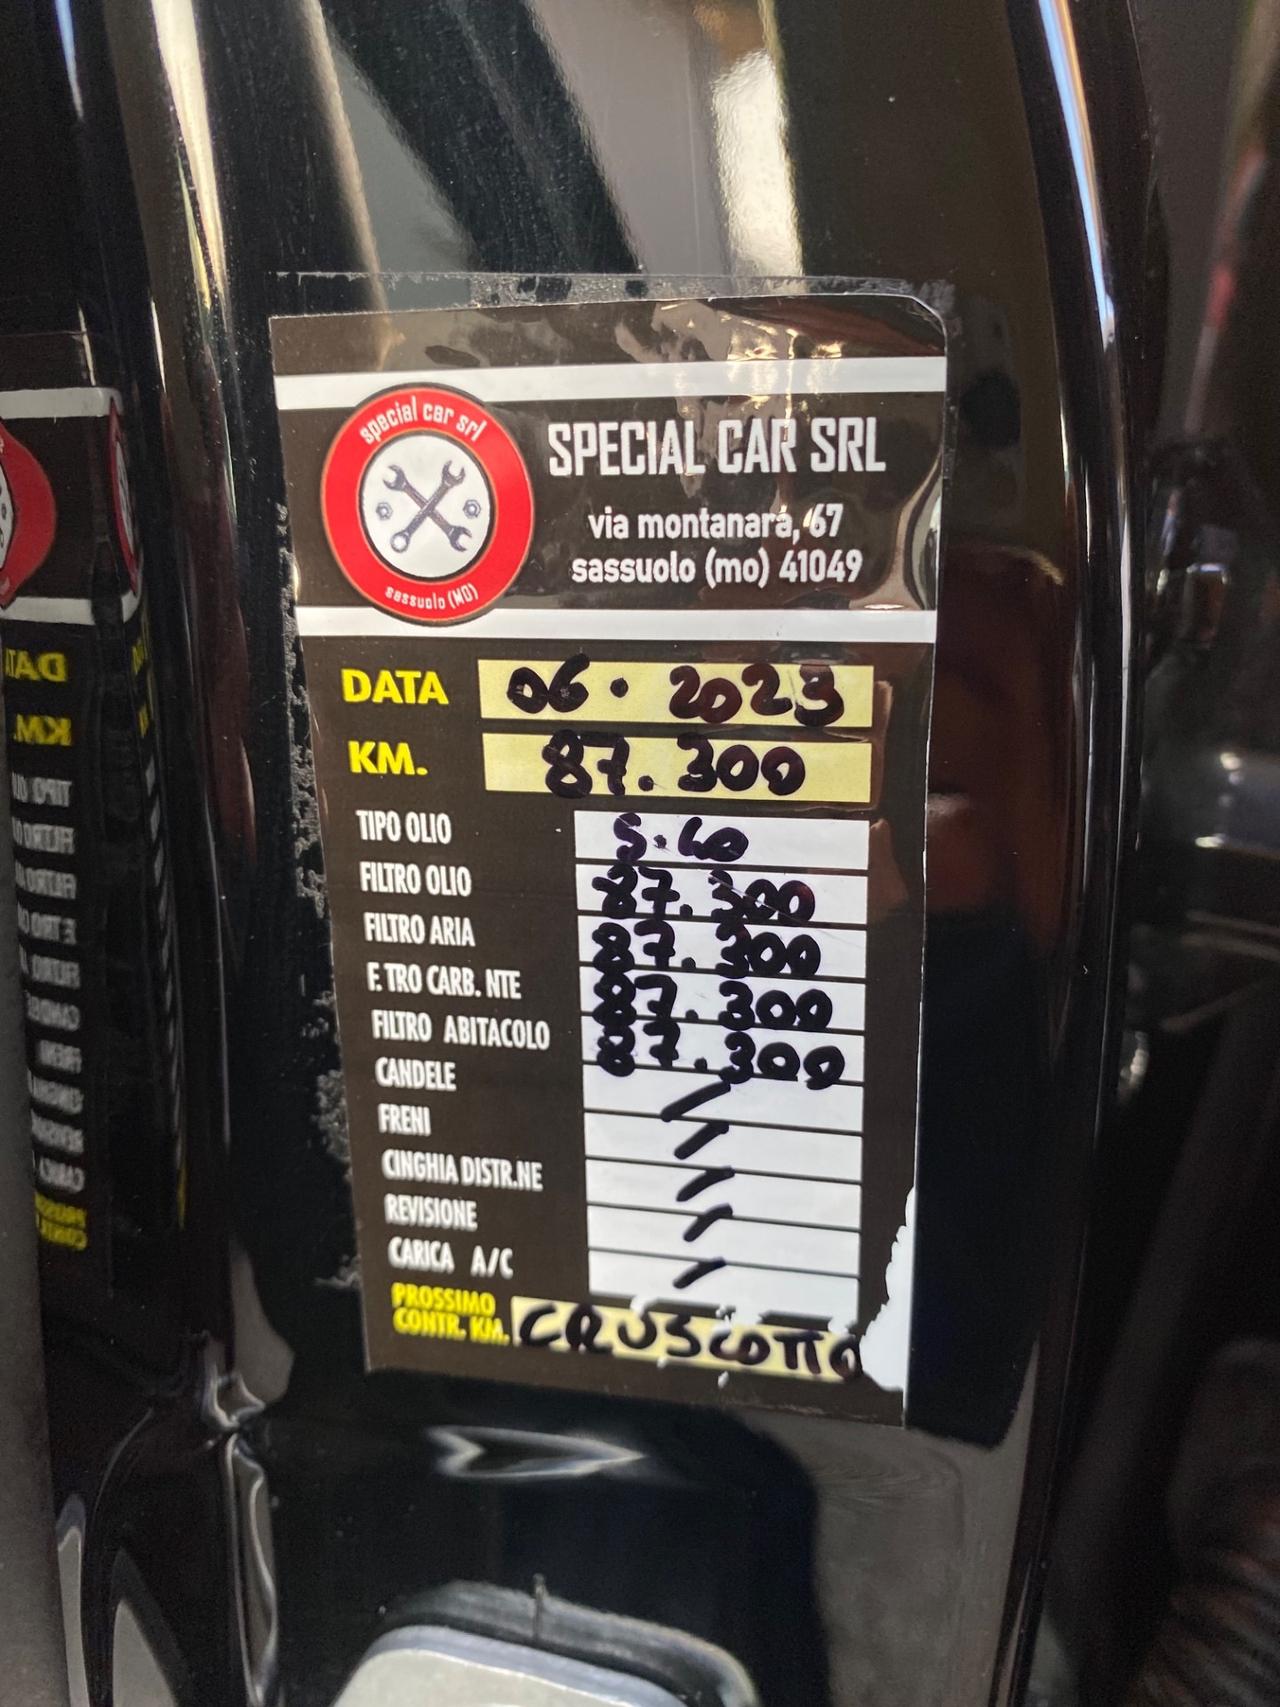 special car srl
sassuolo (MO)
SPECIAL CAR SRL
via montanara, 67
sassuolo (mo) 41049
DATA 06. 2023
KM. 87.300
TIPO OLIO 5.40
FILTRO OLIO 87.300
FILTRO ARIA 87.300
F. TRO CARB. NTE 87.300
FILTRO ABITACOLO 87.300
CANDELE /
FRENI /
CINGHIA DISTR.NE /
REVISIONE /
CARICA A/C /
PROSSIMO
CONTR. KM. CRUSCOTTO